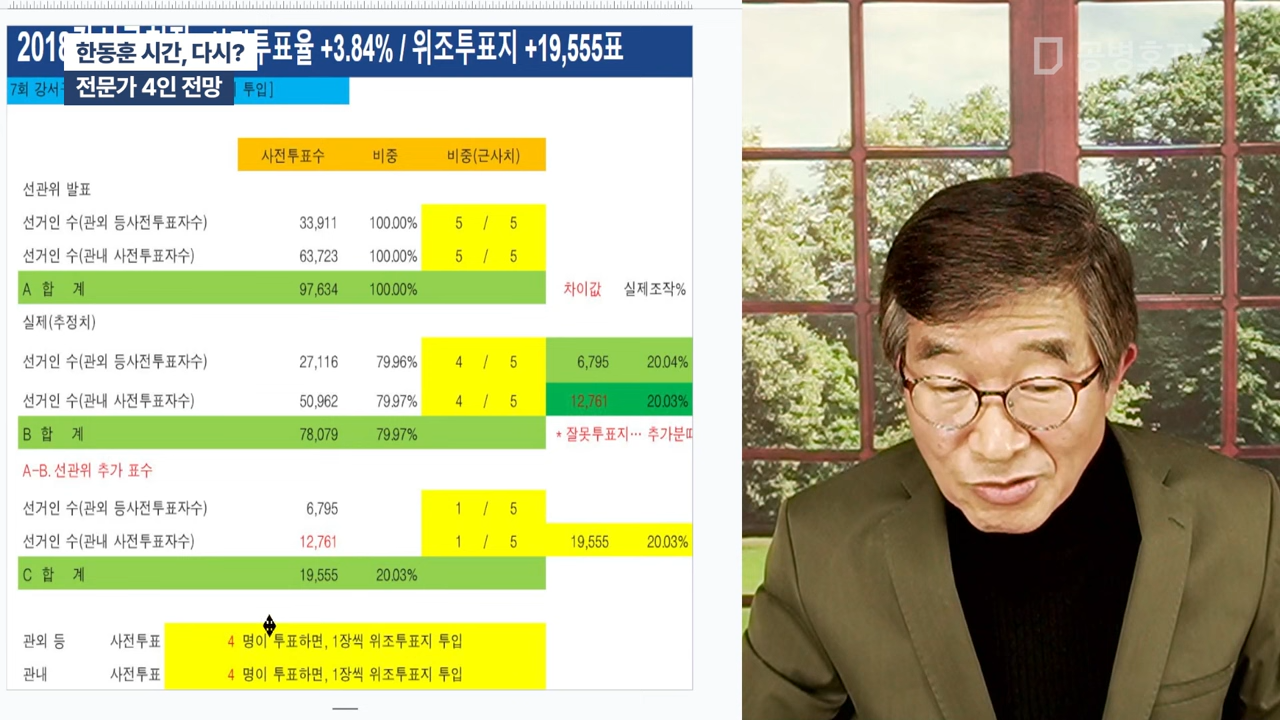 2018 투표율 +3.84% / 위조투표지 +19,555표
한동훈 시간, 다시?
전문가 4인 전망
7회 강서 투입]
공병호
사전투표수 비중 비중(근사치)
선관위 발표
선거인 수(관외 등사전투표자수) 33,911 100.00% 5 / 5
선거인 수(관내 사전투표자수) 63,723 100.00% 5 / 5
A 합 계 97,634 100.00% 차이값 실제조작%
실제(추정치)
선거인 수(관외 등사전투표자수) 27,116 79.96% 4 / 5 6,795 20.04%
선거인 수(관내 사전투표자수) 50,962 79.97% 4 / 5 12,761 20.03%
B 합 계 78,079 79.97% * 잘못투표지… 추가분
A-B. 선관위 추가 표수
선거인 수(관외 등사전투표자수) 6,795 1 / 5
선거인 수(관내 사전투표자수) 12,761 1 / 5 19,555 20.03%
C 합 계 19,555 20.03%
관외 등 사전투표 4 명이 투표하면, 1장씩 위조투표지 투입
관내 사전투표 4 명이 투표하면, 1장씩 위조투표지 투입